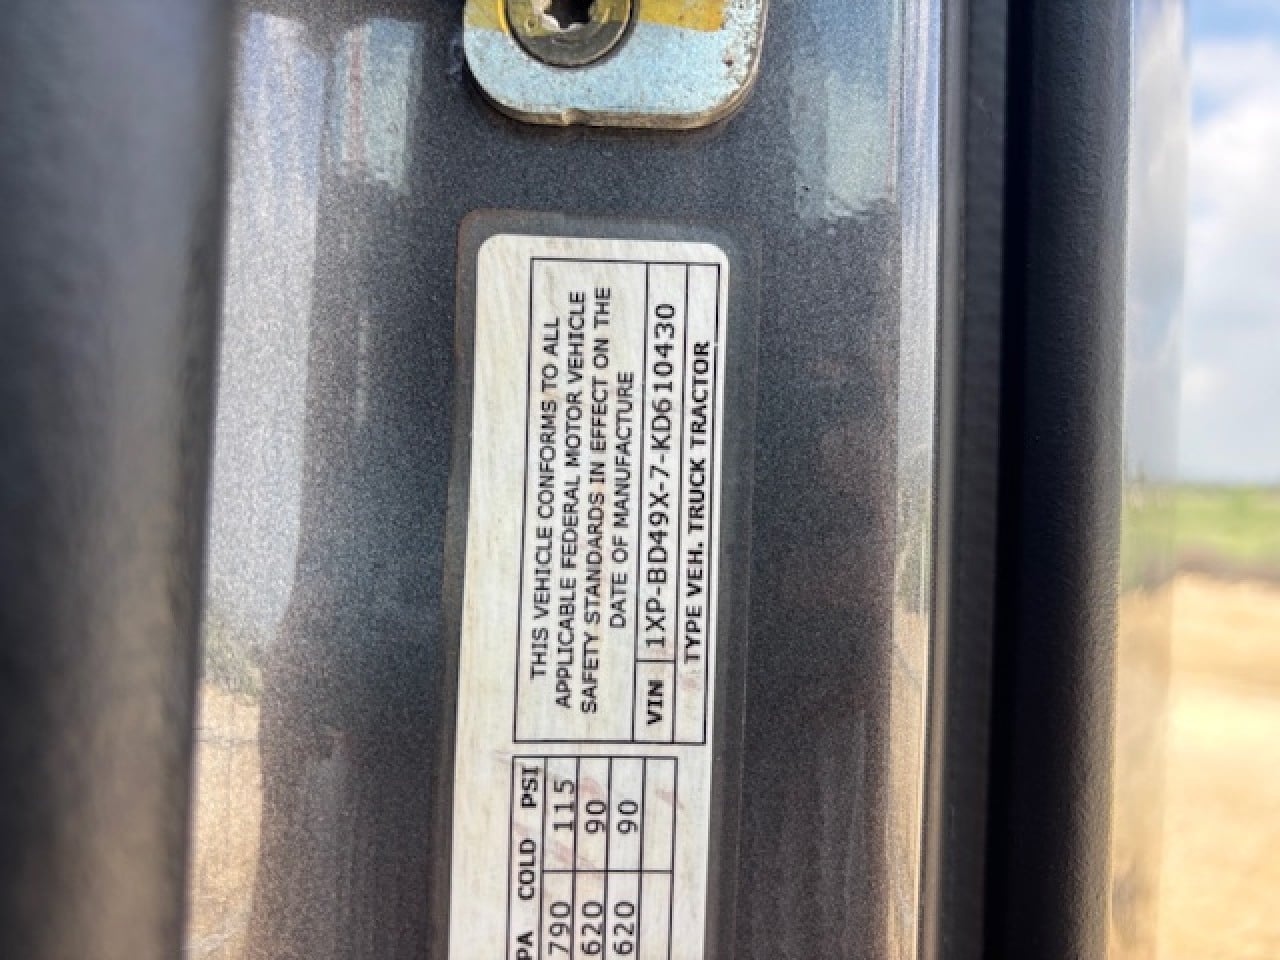 THIS VEHICLE CONFORMS TO ALL
APPLICABLE FEDERAL MOTOR VEHICLE
SAFETY STANDARDS IN EFFECT ON THE
DATE OF MANUFACTURE
VIN 1XP-BD49X-7-KD610430
TYPE VEH. TRUCK TRACTOR
PA COLD PSI
790 115
620 90
620 90